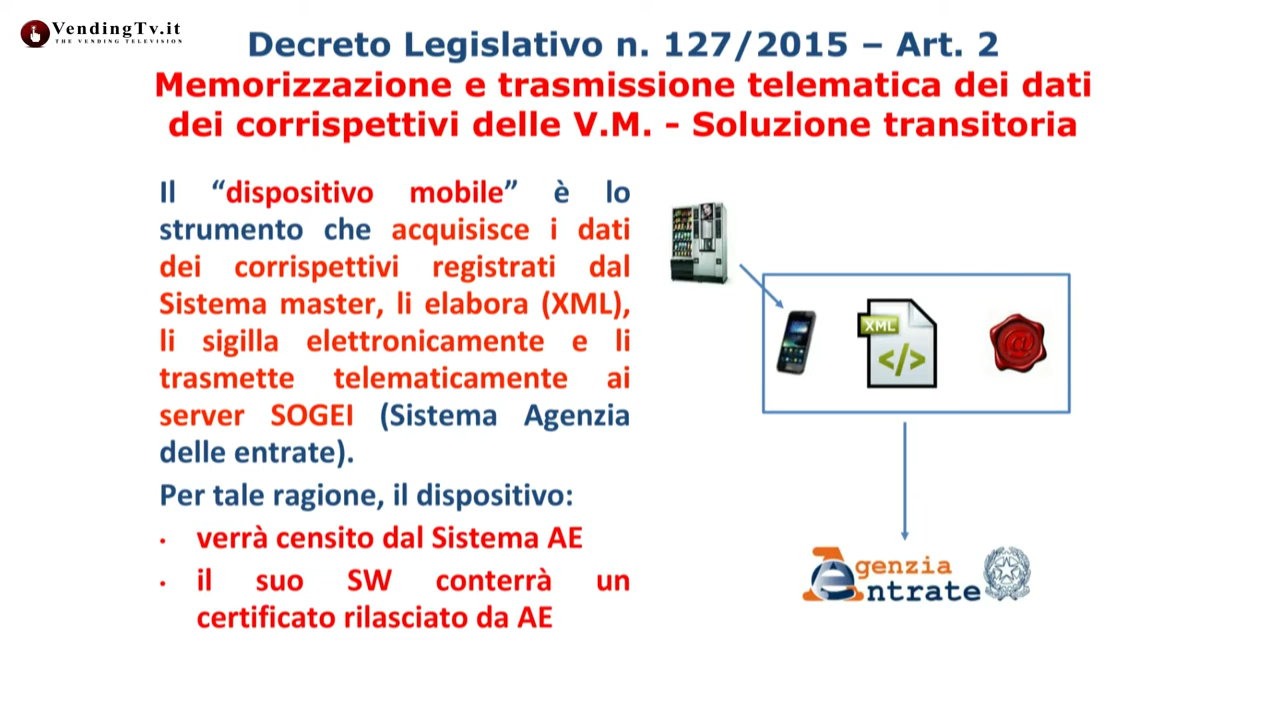 VendingTv.it
THE VENDING TELEVISION
Decreto Legislativo n. 127/2015 – Art. 2
Memorizzazione e trasmissione telematica dei dati
dei corrispettivi delle V.M. - Soluzione transitoria
Il “dispositivo mobile” è lo
strumento che acquisisce i dati
dei corrispettivi registrati dal
Sistema master, li elabora (XML),
li sigilla elettronicamente e li
trasmette telematicamente ai
server SOGEI (Sistema Agenzia
delle entrate).
Per tale ragione, il dispositivo:
• verrà censito dal Sistema AE
• il suo SW conterrà un
certificato rilasciato da AE
XML
</>
@
Agenzia
Entrate